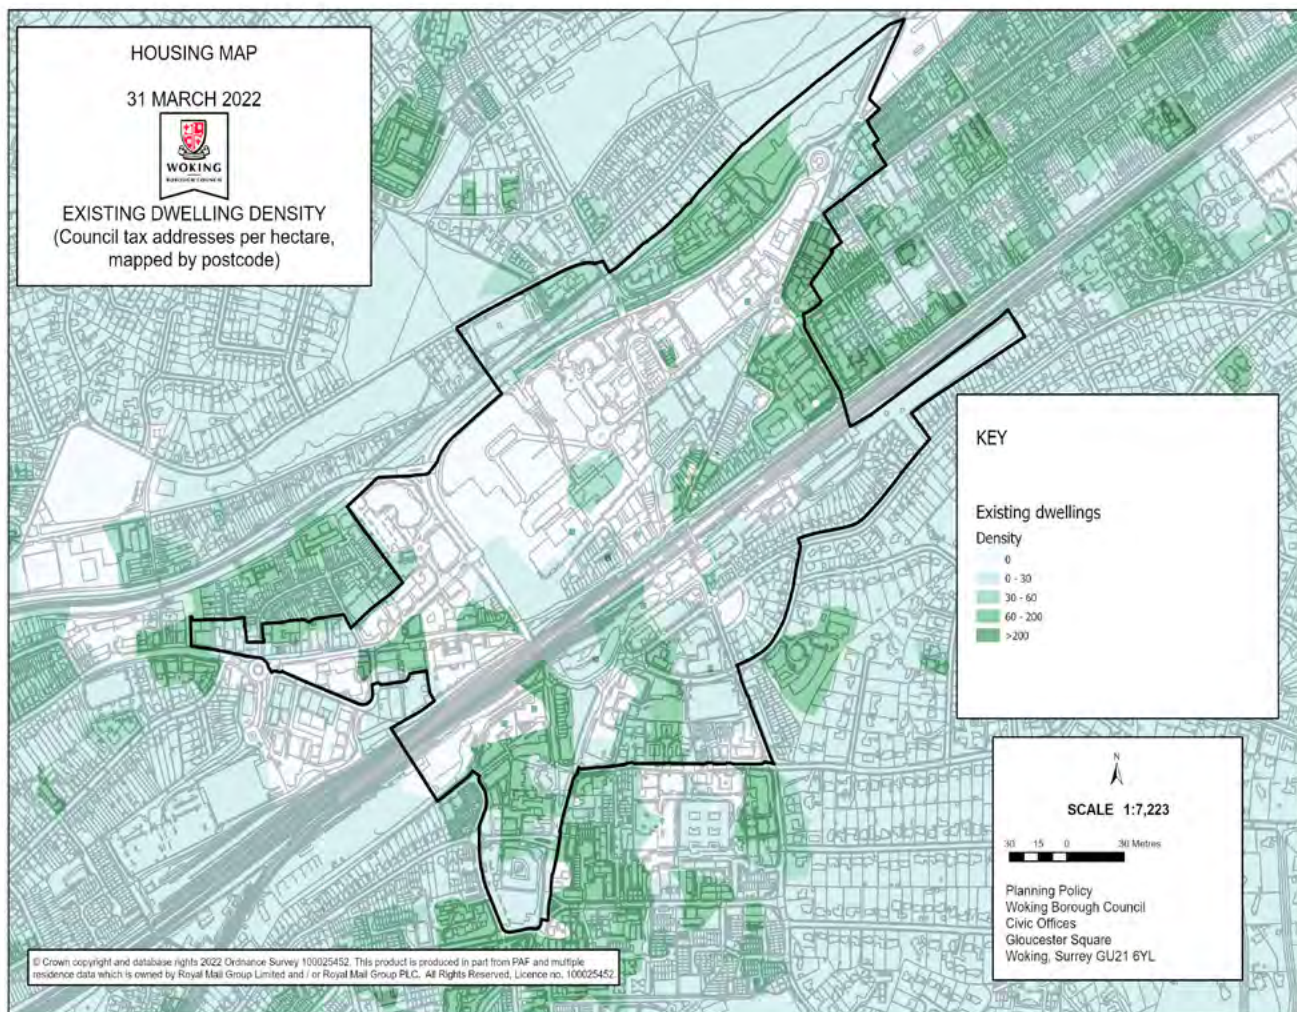 HOUSING MAP
31 MARCH 2022
WOKING
BOROUGH COUNCIL
EXISTING DWELLING DENSITY
(Council tax addresses per hectare,
mapped by postcode)
KEY
Existing dwellings
Density
0
0 - 30
30 - 60
60 - 200
>200
N
SCALE 1:7,223
30 15 0 30 Metres
Planning Policy
Woking Borough Council
Civic Offices
Gloucester Square
Woking, Surrey GU21 6YL
© Crown copyright and database rights 2022 Ordnance Survey 100025452. This product is produced in part from PAF and multiple
residence data which is owned by Royal Mail Group Limited and / or Royal Mail Group PLC. All Rights Reserved, Licence no. 100025452.